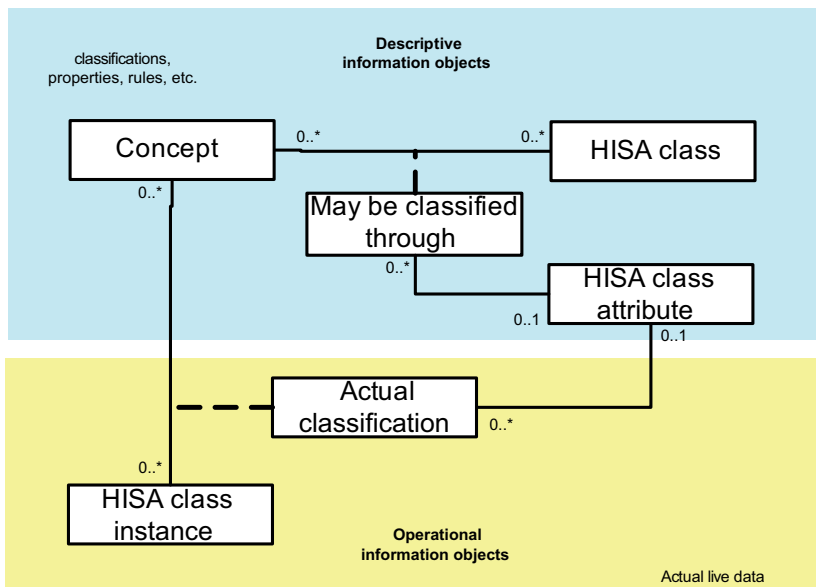 Descriptive
information objects
classifications,
properties, rules, etc.
Concept
0..*
0..*
HISA class
0..*
May be classified
through
0..*
HISA class
attribute
0..1
0..1
Actual
classification
0..*
0..*
HISA class
instance
Operational
information objects
Actual live data